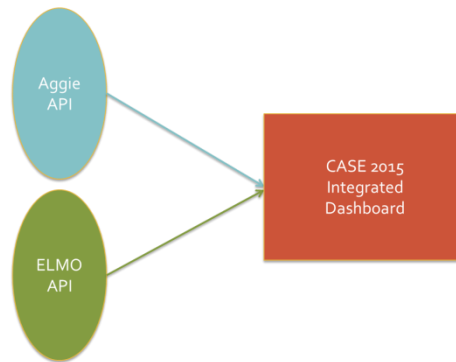 Aggie
API
CASE 2015
Integrated
Dashboard
ELMO
API